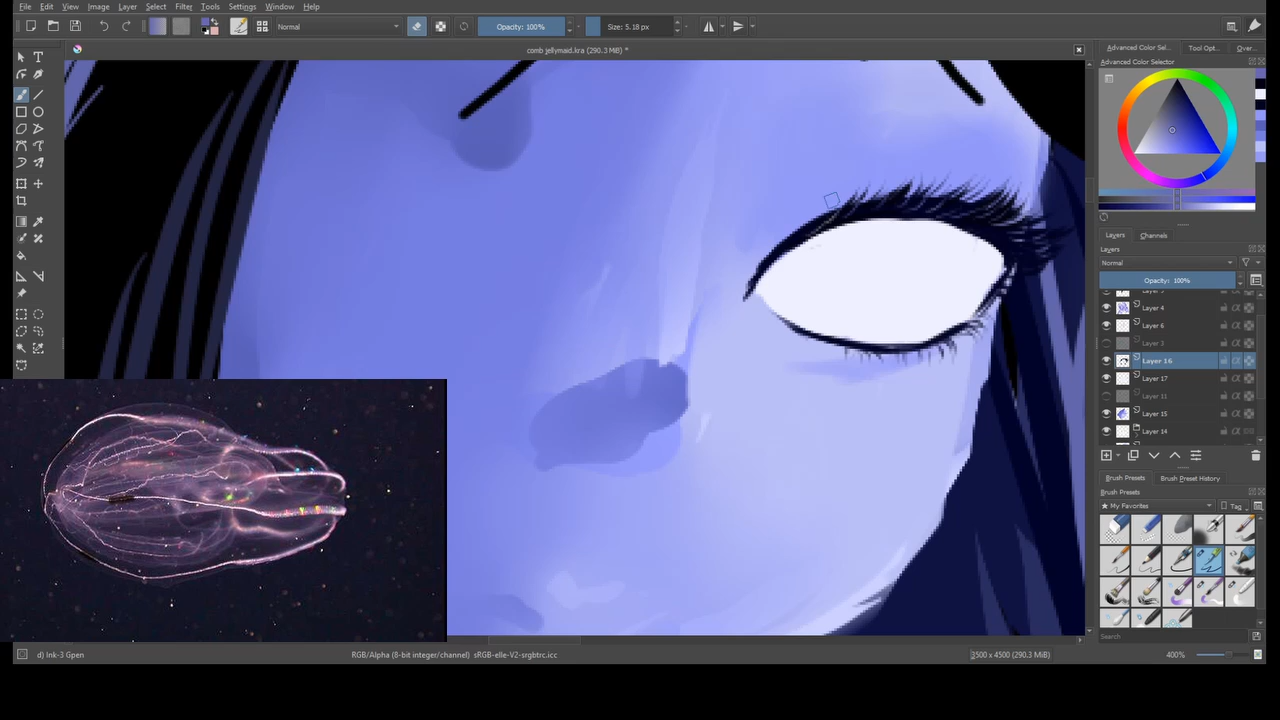 File Edit View Image Layer Select Filter Tools Settings Window Help
Normal Opacity: 100% Size: 5.18 px
comb jellymaid.kra (290.3 MiB) *
Advanced Color Sel... Tool Opt... Over...
Advanced Color Selector
Layers Channels
Layers
Normal
Opacity: 100%
Layer 4
Layer 6
Layer 3
Layer 16
Layer 17
Layer 11
Layer 15
Layer 14
Brush Presets Brush Preset History
Brush Presets
My Favorites Tag
Search
d) Ink-3 Gpen RGB/Alpha (8-bit integer/channel) sRGB-elle-V2-srgbtrc.icc 3500 x 4500 (290.3 MiB) 400%